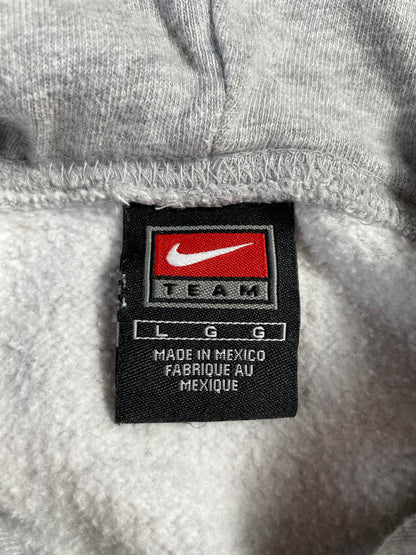 TEAM
L G G
MADE IN MEXICO
FABRIQUE AU
MEXIQUE